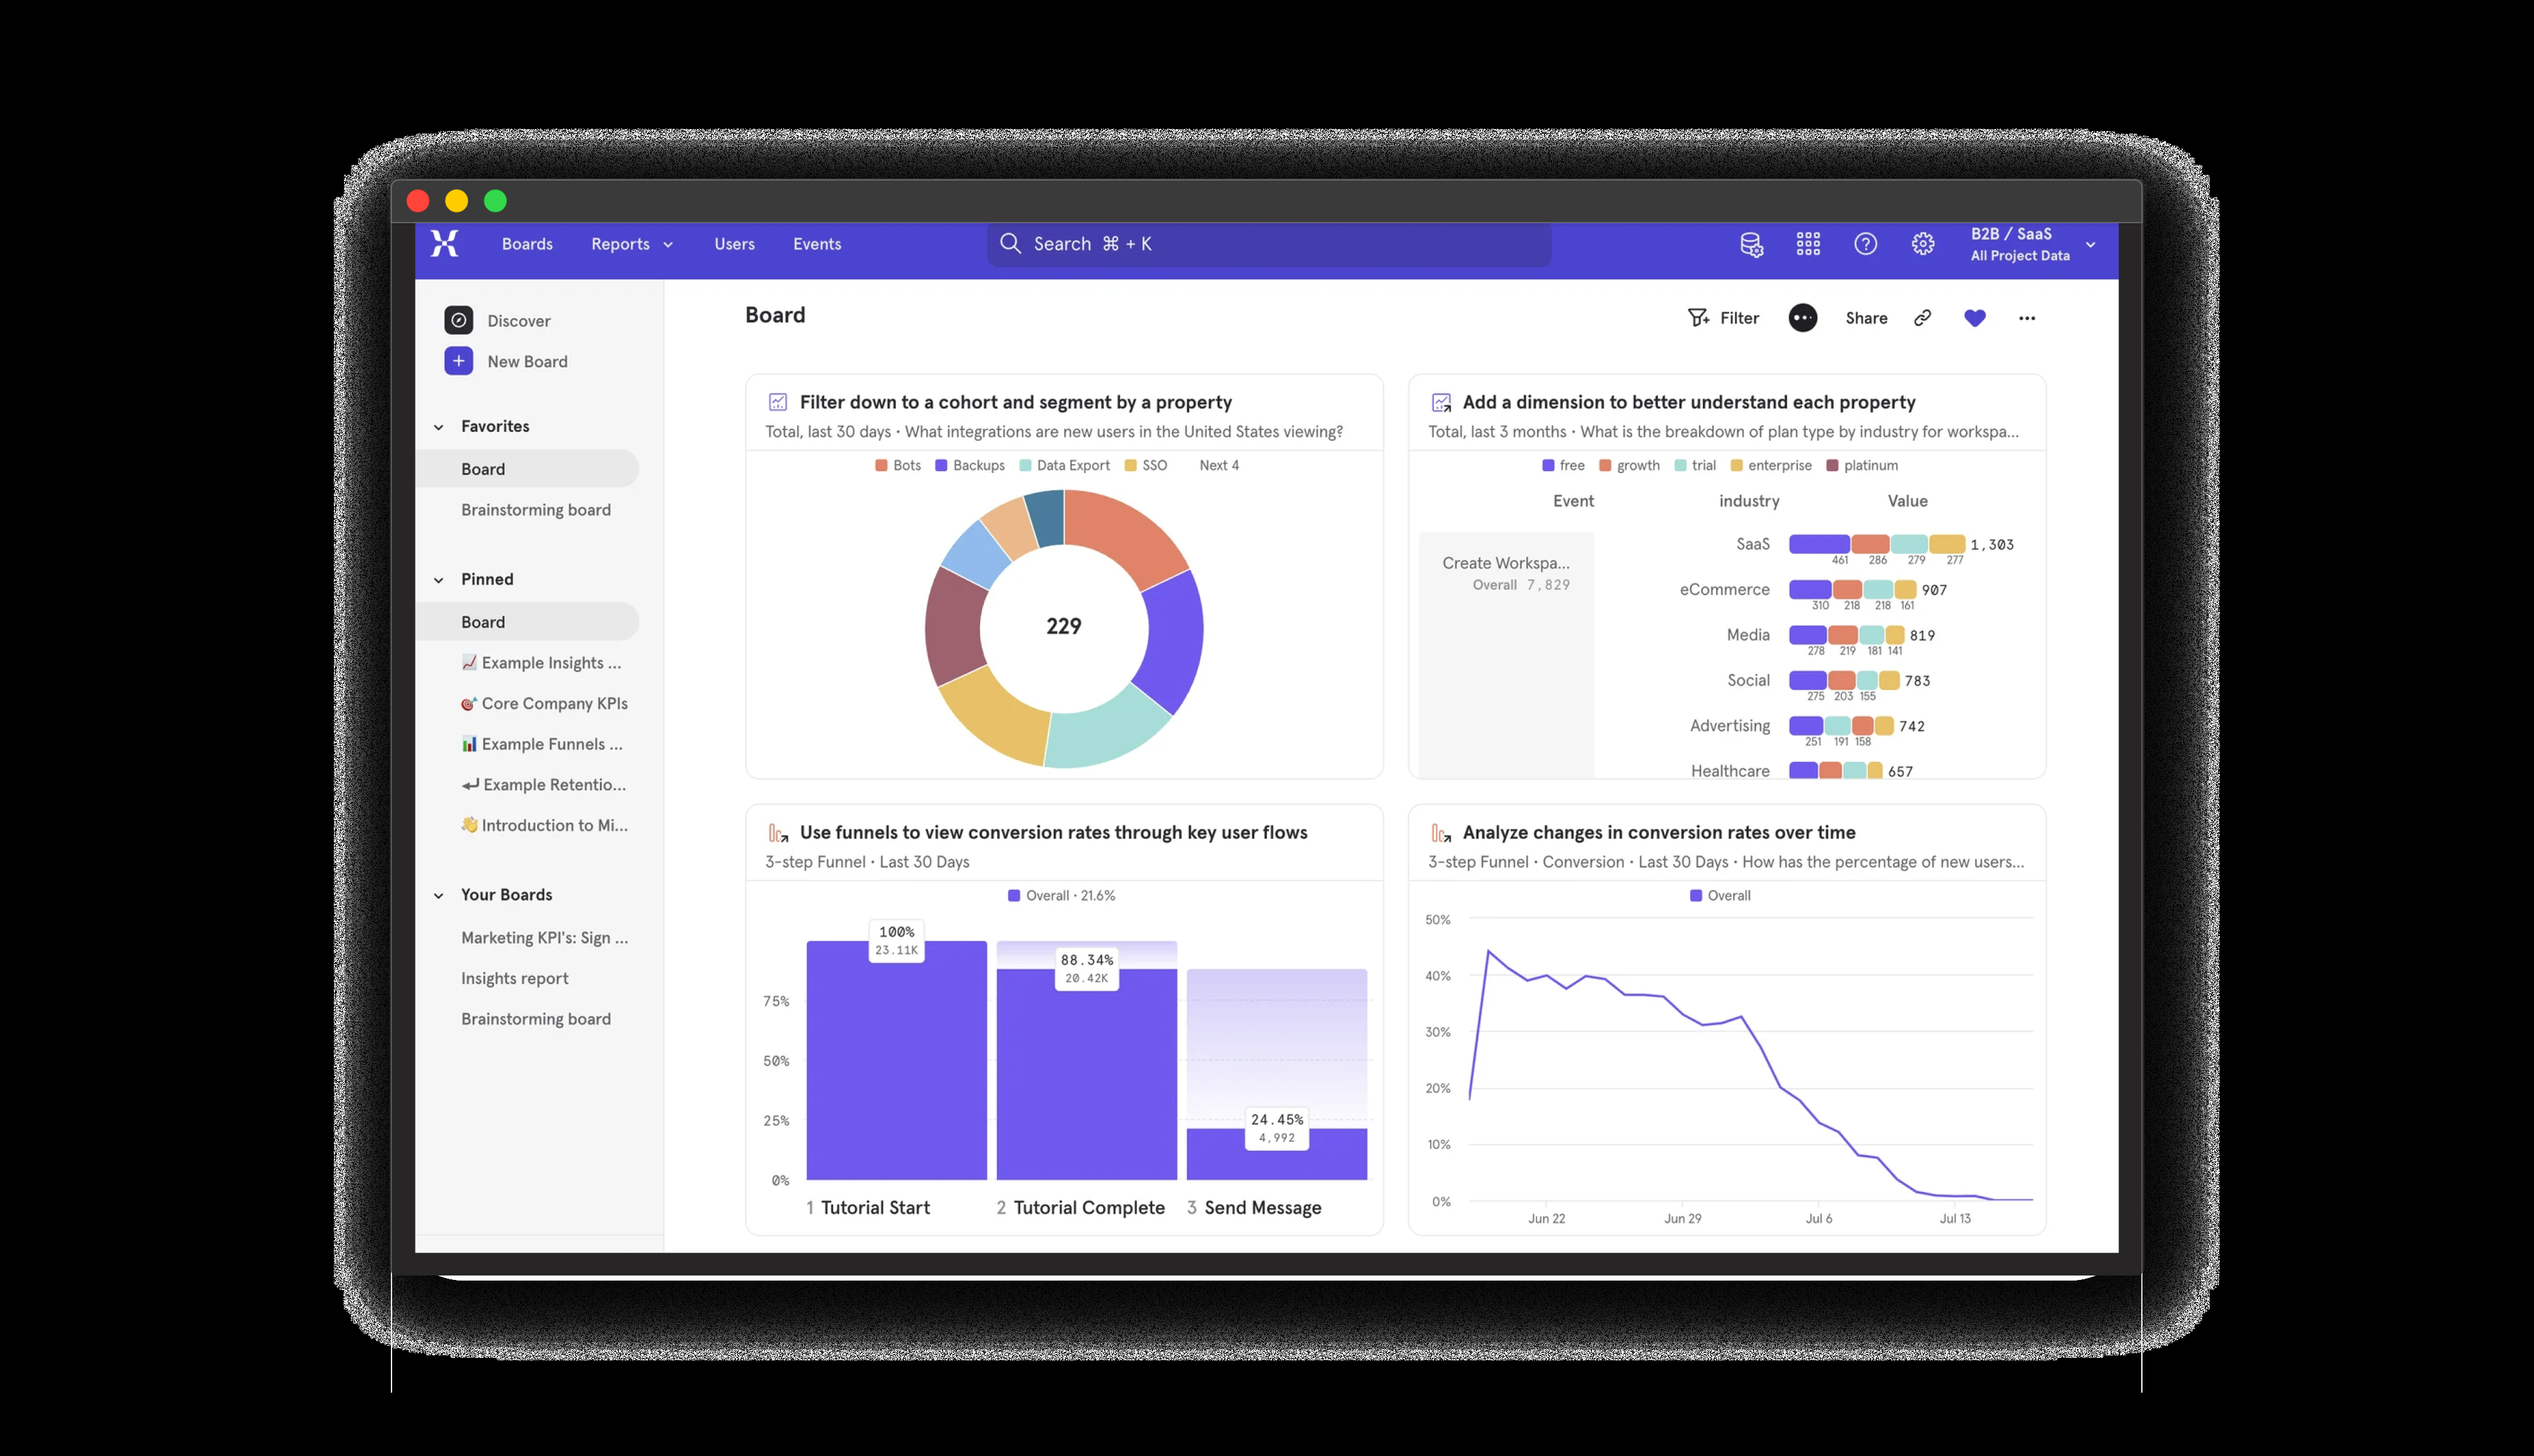 Boards Reports Users Events Search ⌘ + K B2B / SaaS
All Project Data
Discover
New Board
Favorites
Board
Brainstorming board
Pinned
Board
Example Insights ...
Core Company KPIs
Example Funnels ...
Example Retentio...
Introduction to Mi...
Your Boards
Marketing KPI's: Sign ...
Insights report
Brainstorming board
Board
Filter Share
Filter down to a cohort and segment by a property
Total, last 30 days · What integrations are new users in the United States viewing?
Bots Backups Data Export SSO Next 4
229
Add a dimension to better understand each property
Total, last 3 months · What is the breakdown of plan type by industry for workspa...
free growth trial enterprise platinum
Event industry Value
Create Workspa...
Overall 7,829
SaaS 1,303
461 286 279 277
eCommerce 907
310 218 218 161
Media 819
278 219 181 141
Social 783
275 203 155
Advertising 742
251 191 158
Healthcare 657
Use funnels to view conversion rates through key user flows
3-step Funnel · Last 30 Days
Overall · 21.6%
100%
23.11K
88.34%
20.42K
75%
50%
25%
24.45%
4,992
0%
1 Tutorial Start 2 Tutorial Complete 3 Send Message
Analyze changes in conversion rates over time
3-step Funnel · Conversion · Last 30 Days · How has the percentage of new users...
Overall
50%
40%
30%
20%
10%
0%
Jun 22 Jun 29 Jul 6 Jul 13